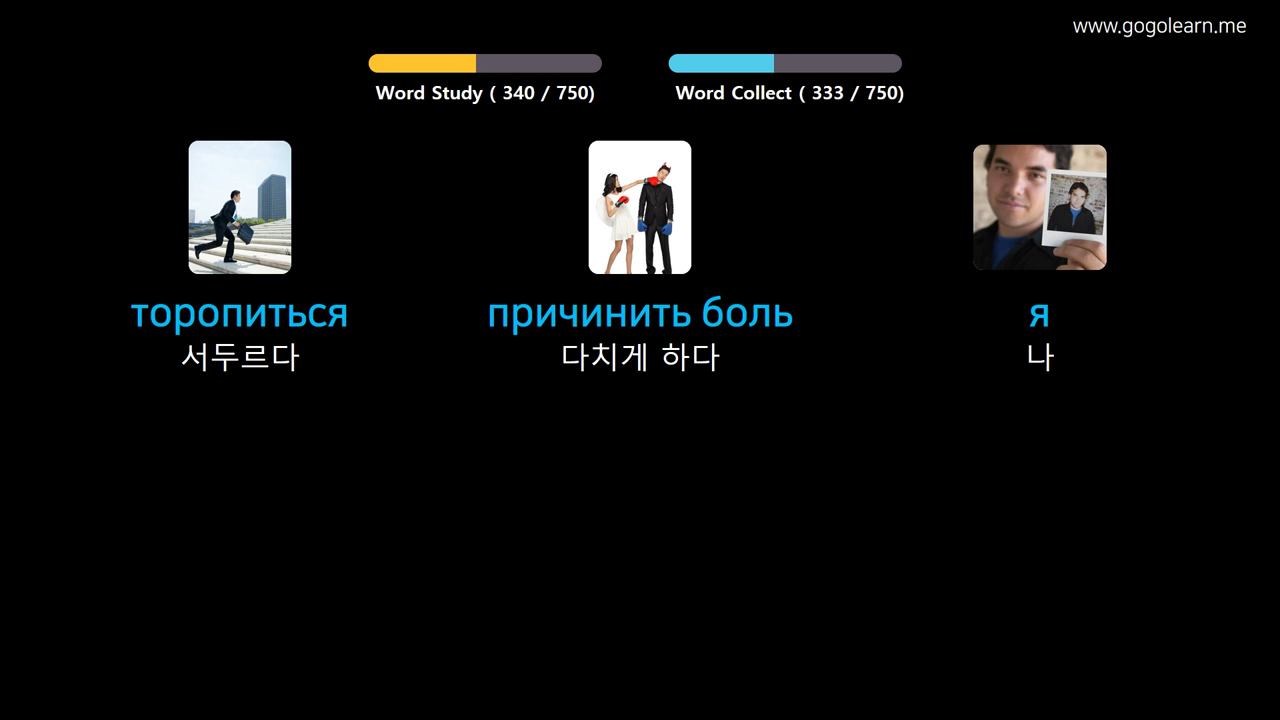 www.gogolearn.me
Word Study ( 340 / 750)
Word Collect ( 333 / 750)
торопиться
서두르다
причинить боль
다치게 하다
я
나